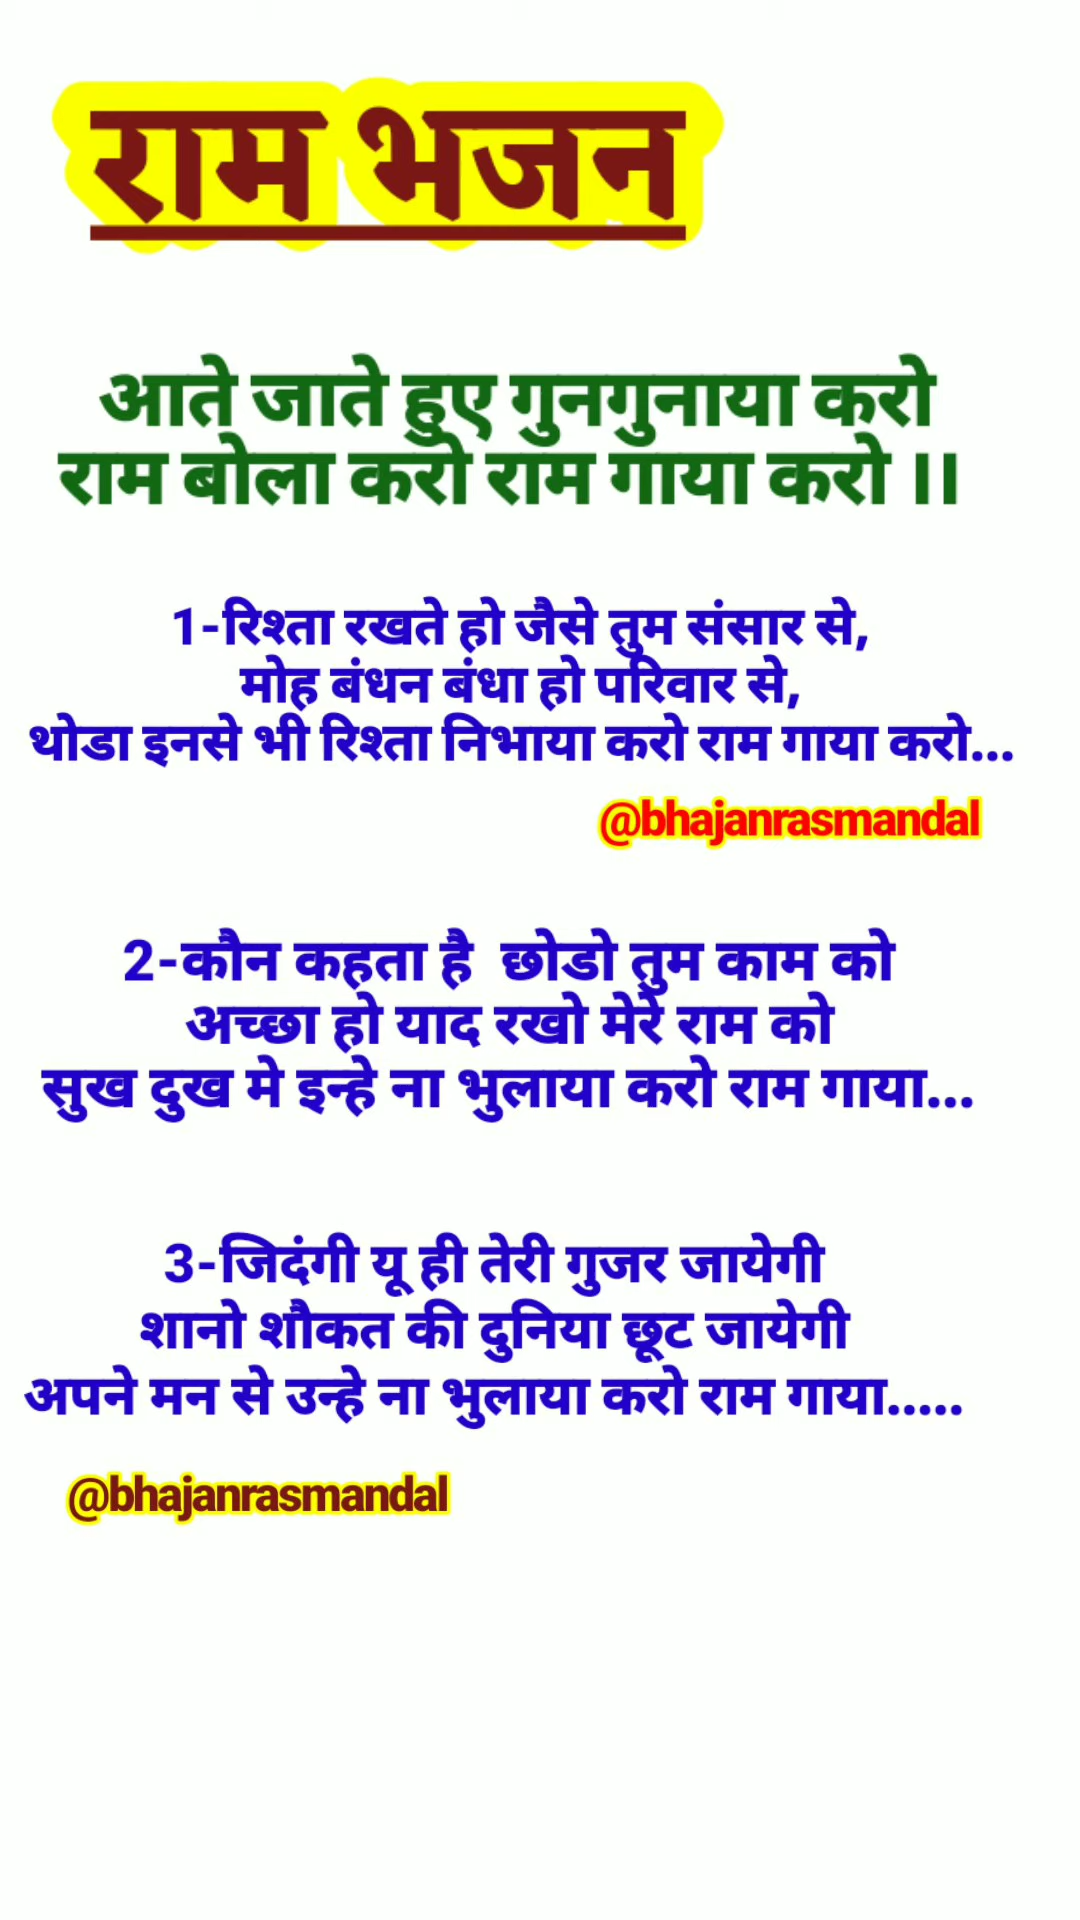 राम भजन
आते जाते हुए गुनगुनाया करो
राम बोला करो राम गाया करो ।।
1-रिश्ता रखते हो जैसे तुम संसार से,
मोह बंधन बंधा हो परिवार से,
थोडा इनसे भी रिश्ता निभाया करो राम गाया करो...
@bhajanrasmandal
2-कौन कहता है छोडो तुम काम को
अच्छा हो याद रखो मेरे राम को
सुख दुख मे इन्हे ना भुलाया करो राम गाया...
3-जिदंगी यू ही तेरी गुजर जायेगी
शानो शौकत की दुनिया छूट जायेगी
अपने मन से उन्हे ना भुलाया करो राम गाया.....
@bhajanrasmandal